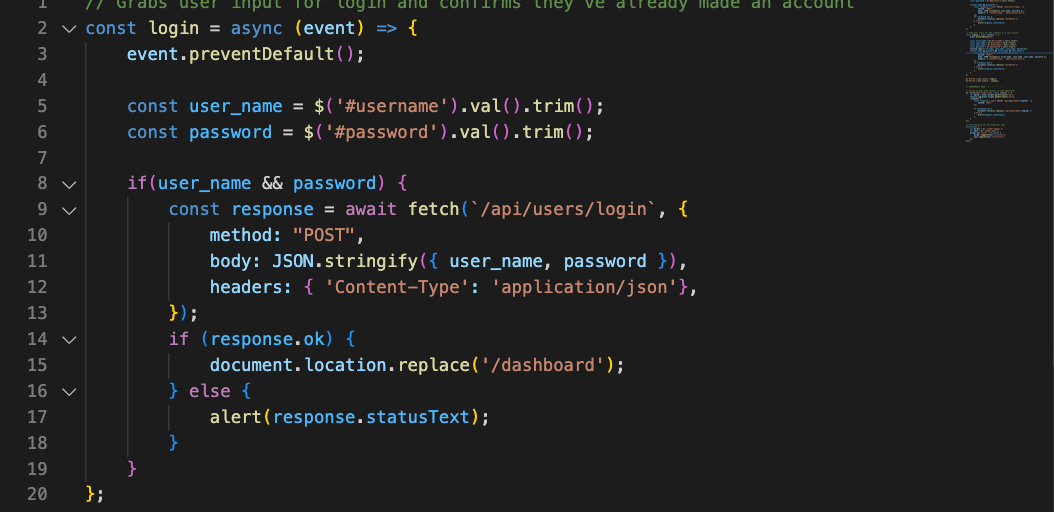 1 // Grabs user input for login and confirms they've already made an account
2 const login = async (event) => {
3 event.preventDefault();
4
5 const user_name = $('#username').val().trim();
6 const password = $('#password').val().trim();
7
8 if(user_name && password) {
9 const response = await fetch(`/api/users/login`, {
10 method: "POST",
11 body: JSON.stringify({ user_name, password }),
12 headers: { 'Content-Type': 'application/json'},
13 });
14 if (response.ok) {
15 document.location.replace('/dashboard');
16 } else {
17 alert(response.statusText);
18 }
19 }
20 };